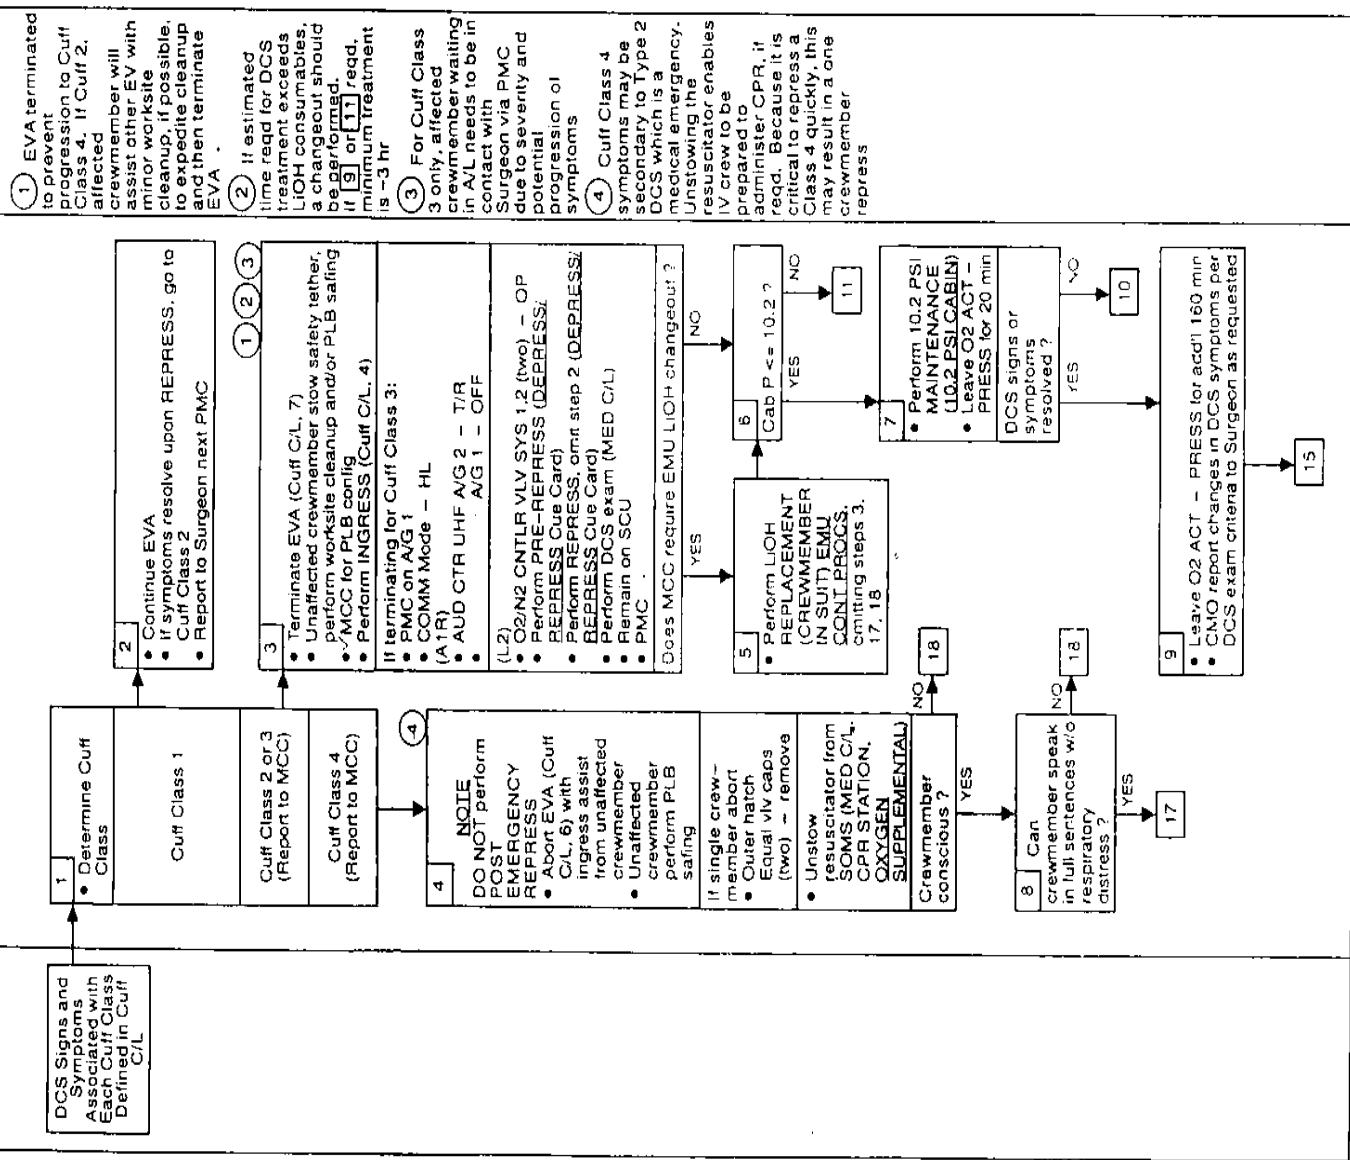 DCS Signs and
Symptoms
Associated with
Each Cuff Class
Defined in Cuff
C/L
1
• Determine Cuff
Class
Cuff Class 1
Cuff Class 2 or 3
(Report to MCC)
Cuff Class 4
(Report to MCC)
2
• Continue EVA
• If symptoms resolve upon REPRESS, go to
Cuff Class 2
• Report to Surgeon next PMC
1 2 3
3
• Terminate EVA (Cuff C/L, 7)
• Unaffected crewmember stow safety tether,
perform worksite cleanup and/or PLB safing
• ✓MCC for PLB config
• Perform INGRESS (Cuff C/L, 4)
If terminating for Cuff Class 3:
• PMC on A/G 1
• COMM Mode – HL
(A1R)
• AUD CTR UHF A/G 2 – T/R
• A/G 1 – OFF
(L2)
• O2/N2 CNTLR VLV SYS 1,2 (two) – OP
• Perform PRE-REPRESS (DEPRESS/
REPRESS Cue Card)
• Perform REPRESS, omit step 2 (DEPRESS/
REPRESS Cue Card)
• Perform DCS exam (MED C/L)
• Remain on SCU
• PMC
Does MCC require EMU LiOH changeout ?
YES
NO
4
4
NOTE
DO NOT perform
POST
EMERGENCY
REPRESS
• Abort EVA (Cuff
C/L, 6) with
ingress assist
from unaffected
crewmember
• Unaffected
crewmember
perform PLB
safing
If single crew–
member abort
• Outer hatch
Equal vlv caps
(two) – remove
• Unstow
resuscitator from
SOMS (MED C/L,
CPR STATION,
OXYGEN
SUPPLEMENTAL)
Crewmember
conscious ?
NO
18
YES
5
• Perform LiOH
REPLACEMENT
(CREWMEMBER
IN SUIT) EMU
CONT PROCS,
omitting steps 3,
17, 18
6
Cab P <= 10.2 ?
YES
NO
11
7
• Perform 10.2 PSI
MAINTENANCE
(10.2 PSI CABIN)
• Leave O2 ACT –
PRESS for 20 min
DCS signs or
symptoms
resolved ?
YES
NO
10
8
Can
crewmember speak
in full sentences w/o
respiratory
distress ?
NO
18
YES
17
9
• Leave O2 ACT – PRESS for add'l 160 min
• CMO report changes in DCS symptoms per
DCS exam criteria to Surgeon as requested
15
1 EVA terminated
to prevent
progression to Cuff
Class 4. If Cuff 2,
affected
crewmember will
assist other EV with
minor worksite
cleanup, if possible,
to expedite cleanup
and then terminate
EVA .
2 If estimated
time reqd for DCS
treatment exceeds
LiOH consumables,
a changeout should
be performed.
If 9 or 11 reqd,
minimum treatment
is ~3 hr
3 For Cuff Class
3 only, affected
crewmember waiting
in A/L needs to be in
contact with
Surgeon via PMC
due to severity and
potential
progression of
symptoms
4 Cuff Class 4
symptoms may be
secondary to Type 2
DCS which is a
medical emergency.
Unstowing the
resuscitator enables
IV crew to be
prepared to
administer CPR, if
reqd. Because it is
critical to repress a
Class 4 quickly, this
may result in a one
crewmember
repress